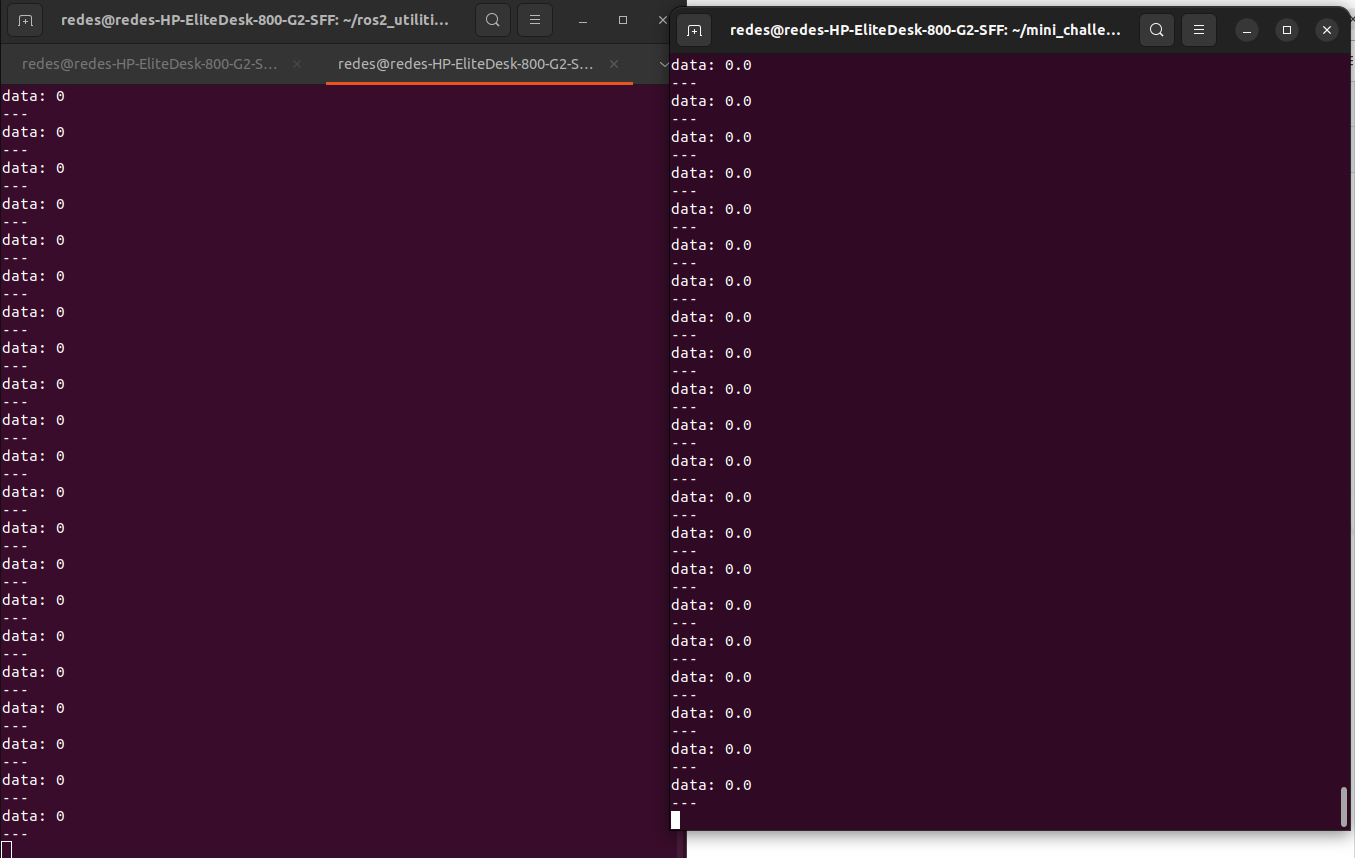 redes@redes-HP-EliteDesk-800-G2-SFF: ~/ros2_utiliti...
redes@redes-HP-EliteDesk-800-G2-S...
redes@redes-HP-EliteDesk-800-G2-S...
data: 0
---
data: 0
---
data: 0
---
data: 0
---
data: 0
---
data: 0
---
data: 0
---
data: 0
---
data: 0
---
data: 0
---
data: 0
---
data: 0
---
data: 0
---
data: 0
---
data: 0
---
data: 0
---
data: 0
---
data: 0
---
data: 0
---
data: 0
---
data: 0
---
redes@redes-HP-EliteDesk-800-G2-SFF: ~/mini_challe...
data: 0.0
---
data: 0.0
---
data: 0.0
---
data: 0.0
---
data: 0.0
---
data: 0.0
---
data: 0.0
---
data: 0.0
---
data: 0.0
---
data: 0.0
---
data: 0.0
---
data: 0.0
---
data: 0.0
---
data: 0.0
---
data: 0.0
---
data: 0.0
---
data: 0.0
---
data: 0.0
---
data: 0.0
---
data: 0.0
---
data: 0.0
---